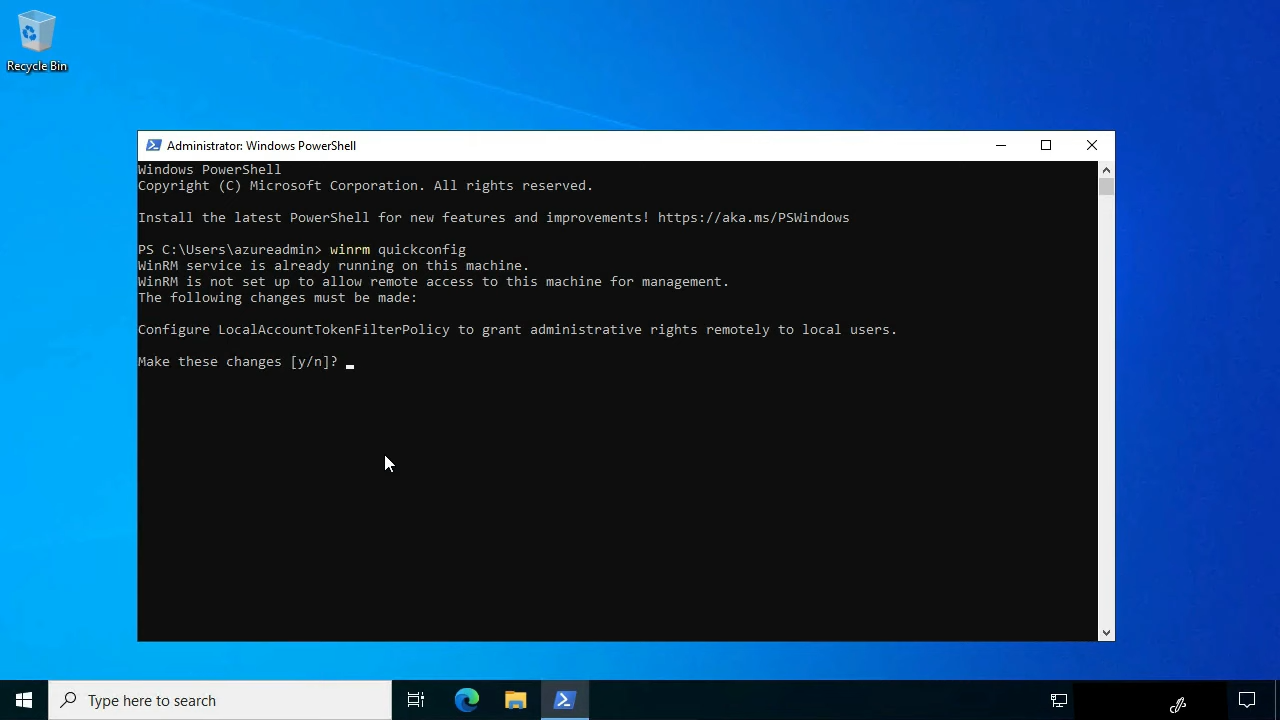 Recycle Bin
Administrator: Windows PowerShell
Windows PowerShell
Copyright (C) Microsoft Corporation. All rights reserved.
Install the latest PowerShell for new features and improvements! https://aka.ms/PSWindows
PS C:\Users\azureadmin> winrm quickconfig
WinRM service is already running on this machine.
WinRM is not set up to allow remote access to this machine for management.
The following changes must be made:
Configure LocalAccountTokenFilterPolicy to grant administrative rights remotely to local users.
Make these changes [y/n]?
Type here to search